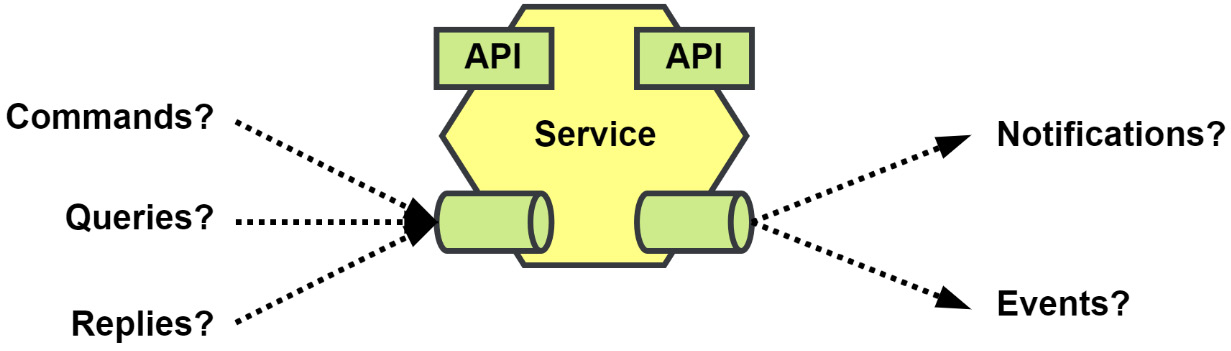 API
API
Commands?
Service
Notifications?
Queries?
Events?
Replies?